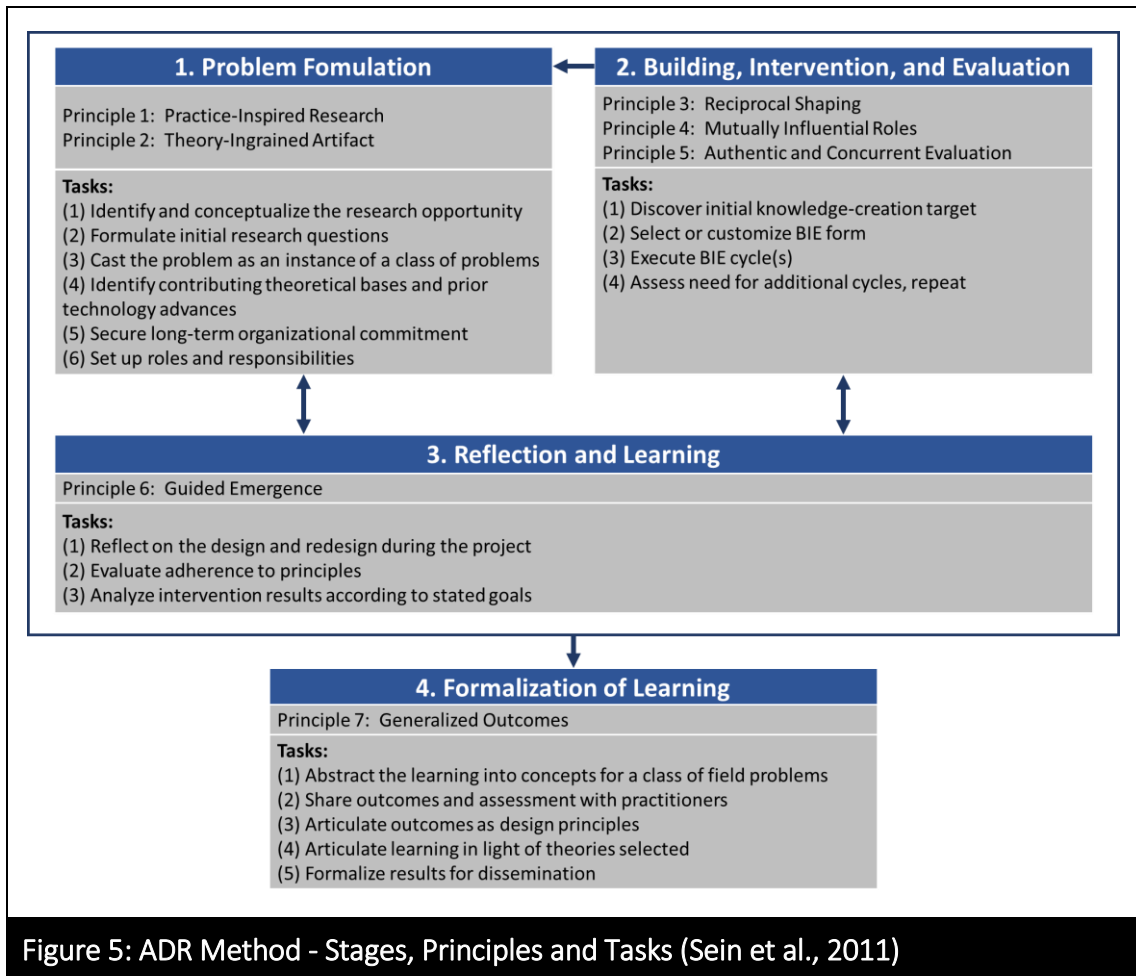 1. Problem Fomulation
Principle 1: Practice-Inspired Research
Principle 2: Theory-Ingrained Artifact
Tasks:
(1) Identify and conceptualize the research opportunity
(2) Formulate initial research questions
(3) Cast the problem as an instance of a class of problems
(4) Identify contributing theoretical bases and prior
technology advances
(5) Secure long-term organizational commitment
(6) Set up roles and responsibilities
2. Building, Intervention, and Evaluation
Principle 3: Reciprocal Shaping
Principle 4: Mutually Influential Roles
Principle 5: Authentic and Concurrent Evaluation
Tasks:
(1) Discover initial knowledge-creation target
(2) Select or customize BIE form
(3) Execute BIE cycle(s)
(4) Assess need for additional cycles, repeat
3. Reflection and Learning
Principle 6: Guided Emergence
Tasks:
(1) Reflect on the design and redesign during the project
(2) Evaluate adherence to principles
(3) Analyze intervention results according to stated goals
4. Formalization of Learning
Principle 7: Generalized Outcomes
Tasks:
(1) Abstract the learning into concepts for a class of field problems
(2) Share outcomes and assessment with practitioners
(3) Articulate outcomes as design principles
(4) Articulate learning in light of theories selected
(5) Formalize results for dissemination
Figure 5: ADR Method - Stages, Principles and Tasks (Sein et al., 2011)